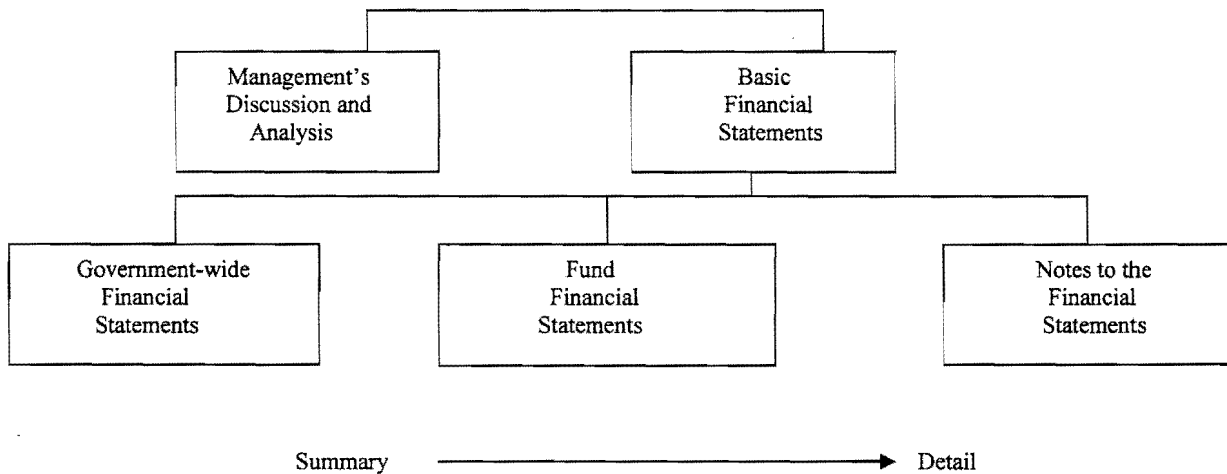 Management's
Discussion and
Analysis
Basic
Financial
Statements
Government-wide
Financial
Statements
Fund
Financial
Statements
Notes to the
Financial
Statements
Summary
Detail